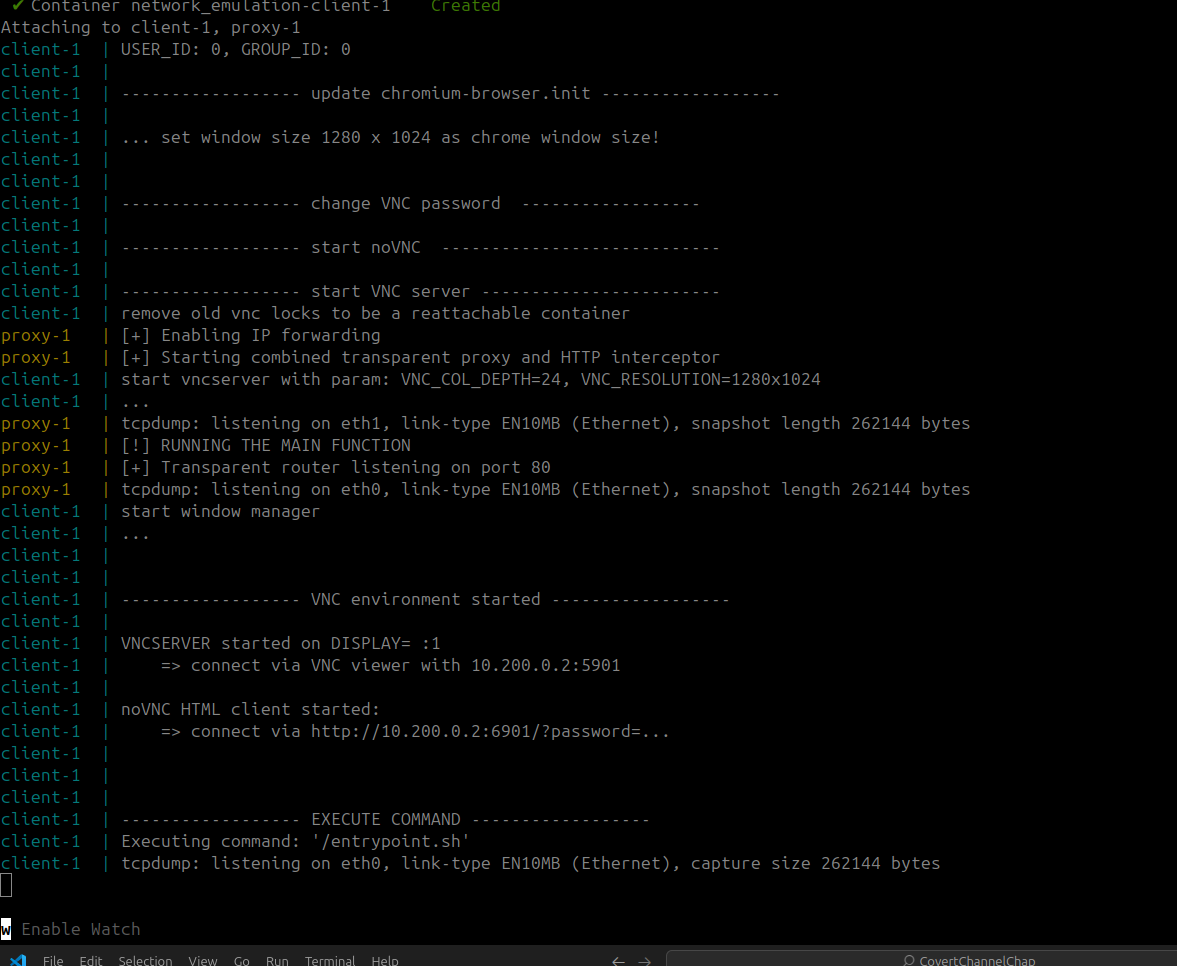 ✔ Container network_emulation-client-1    Created
Attaching to client-1, proxy-1
client-1  | USER_ID: 0, GROUP_ID: 0
client-1  |
client-1  | ------------------ update chromium-browser.init ------------------
client-1  |
client-1  | ... set window size 1280 x 1024 as chrome window size!
client-1  |
client-1  |
client-1  | ------------------ change VNC password  ------------------
client-1  |
client-1  | ------------------ start noVNC  ----------------------------
client-1  |
client-1  | ------------------ start VNC server ------------------------
client-1  | remove old vnc locks to be a reattachable container
proxy-1   | [+] Enabling IP forwarding
proxy-1   | [+] Starting combined transparent proxy and HTTP interceptor
client-1  | start vncserver with param: VNC_COL_DEPTH=24, VNC_RESOLUTION=1280x1024
client-1  | ...
proxy-1   | tcpdump: listening on eth1, link-type EN10MB (Ethernet), snapshot length 262144 bytes
proxy-1   | [!] RUNNING THE MAIN FUNCTION
proxy-1   | [+] Transparent router listening on port 80
proxy-1   | tcpdump: listening on eth0, link-type EN10MB (Ethernet), snapshot length 262144 bytes
client-1  | start window manager
client-1  | ...
client-1  |
client-1  |
client-1  | ------------------ VNC environment started ------------------
client-1  |
client-1  | VNCSERVER started on DISPLAY= :1
client-1  |     => connect via VNC viewer with 10.200.0.2:5901
client-1  |
client-1  | noVNC HTML client started:
client-1  |     => connect via http://10.200.0.2:6901/?password=...
client-1  |
client-1  |
client-1  |
client-1  | ------------------ EXECUTE COMMAND ------------------
client-1  | Executing command: '/entrypoint.sh'
client-1  | tcpdump: listening on eth0, link-type EN10MB (Ethernet), capture size 262144 bytes
w Enable Watch
File Edit Selection View Go Run Terminal Help ← → CovertChannelChap